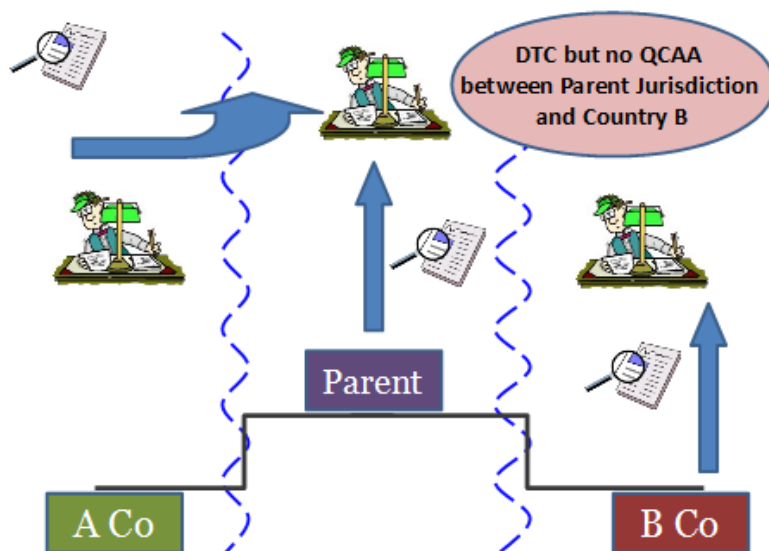 DTC but no QCAA
between Parent Jurisdiction
and Country B
Parent
A Co
B Co